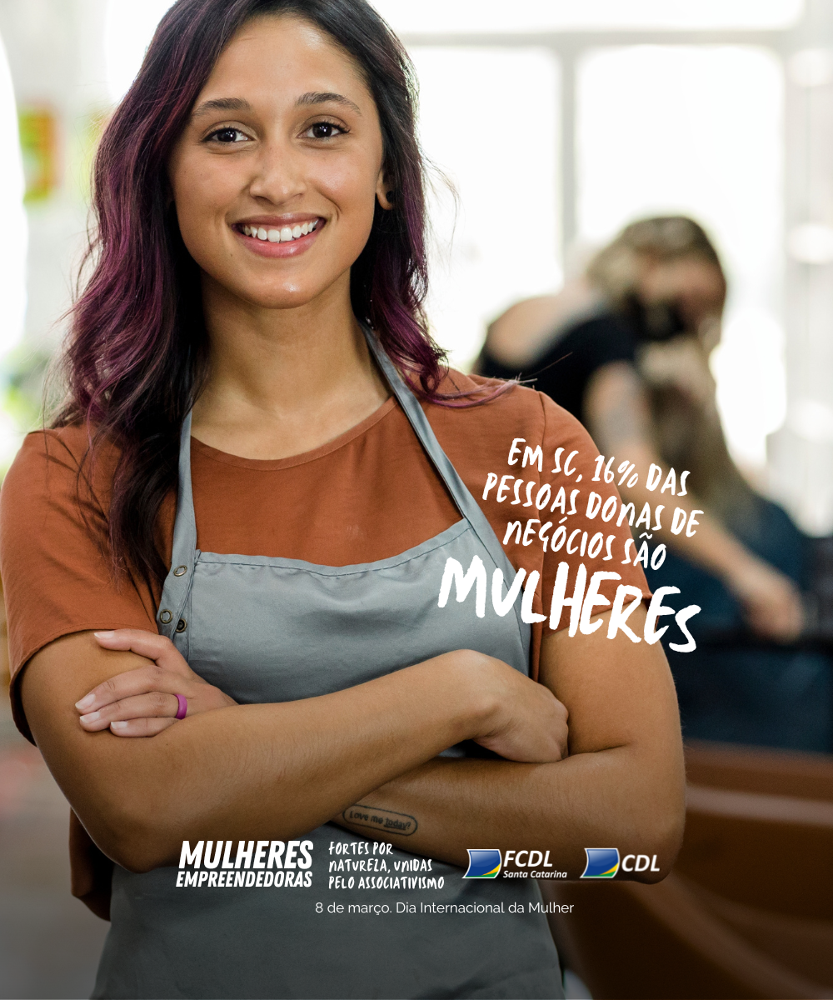 EM SC, 16% DAS
PESSOAS DONAS DE
NEGÓCIOS SÃO
MULHERES
Love me today?
MULHERES
EMPREENDEDORAS
FORTES POR
NATUREZA, UNIDAS
PELO ASSOCIATIVISMO
FCDL
Santa Catarina
CDL
8 de março. Dia Internacional da Mulher